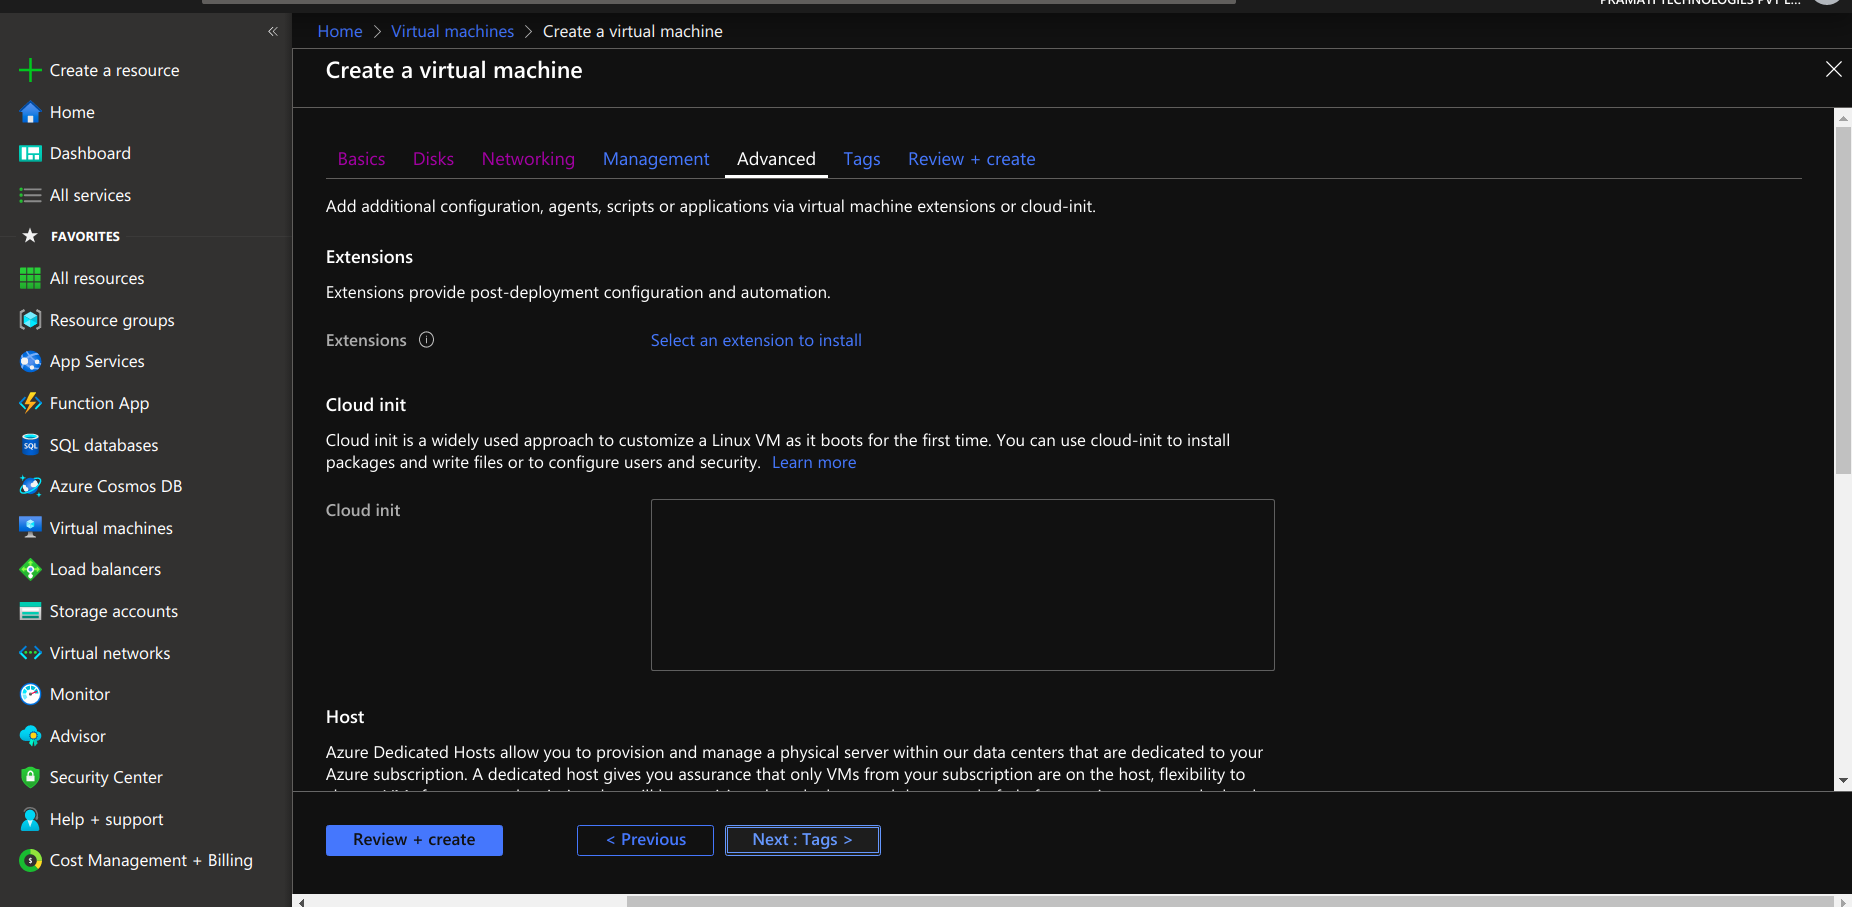 PRAMATI TECHNOLOGIES PVT L...
«
Create a resource
Home
Dashboard
All services
FAVORITES
All resources
Resource groups
App Services
Function App
SQL databases
Azure Cosmos DB
Virtual machines
Load balancers
Storage accounts
Virtual networks
Monitor
Advisor
Security Center
Help + support
Cost Management + Billing
Home > Virtual machines > Create a virtual machine
Create a virtual machine
Basics Disks Networking Management Advanced Tags Review + create
Add additional configuration, agents, scripts or applications via virtual machine extensions or cloud-init.
Extensions
Extensions provide post-deployment configuration and automation.
Extensions Select an extension to install
Cloud init
Cloud init is a widely used approach to customize a Linux VM as it boots for the first time. You can use cloud-init to install
packages and write files or to configure users and security. Learn more
Cloud init
Host
Azure Dedicated Hosts allow you to provision and manage a physical server within our data centers that are dedicated to your
Azure subscription. A dedicated host gives you assurance that only VMs from your subscription are on the host, flexibility to
Review + create < Previous Next : Tags >